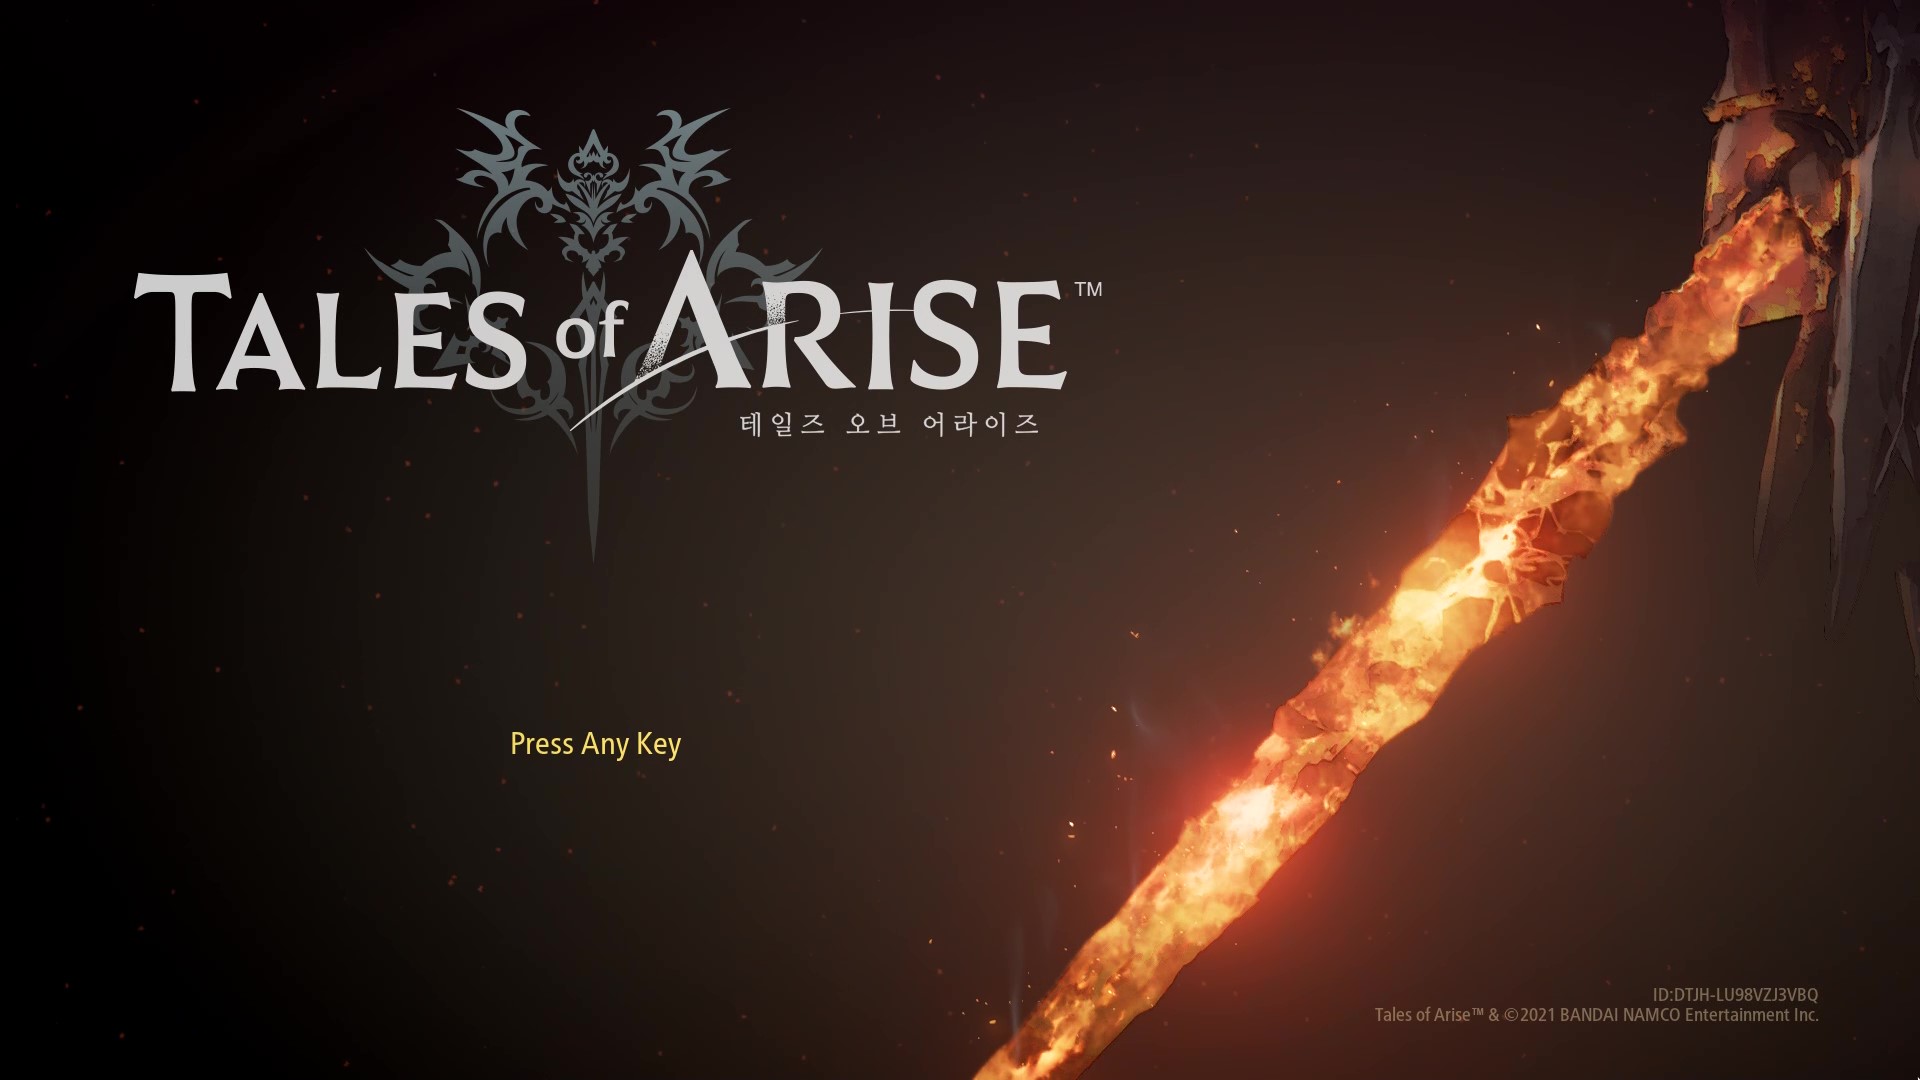 TALES of ARISE™
테일즈 오브 어라이즈
Press Any Key
ID:DTJH-LU98VZJ3VBQ
Tales of Arise™ & ©2021 BANDAI NAMCO Entertainment Inc.